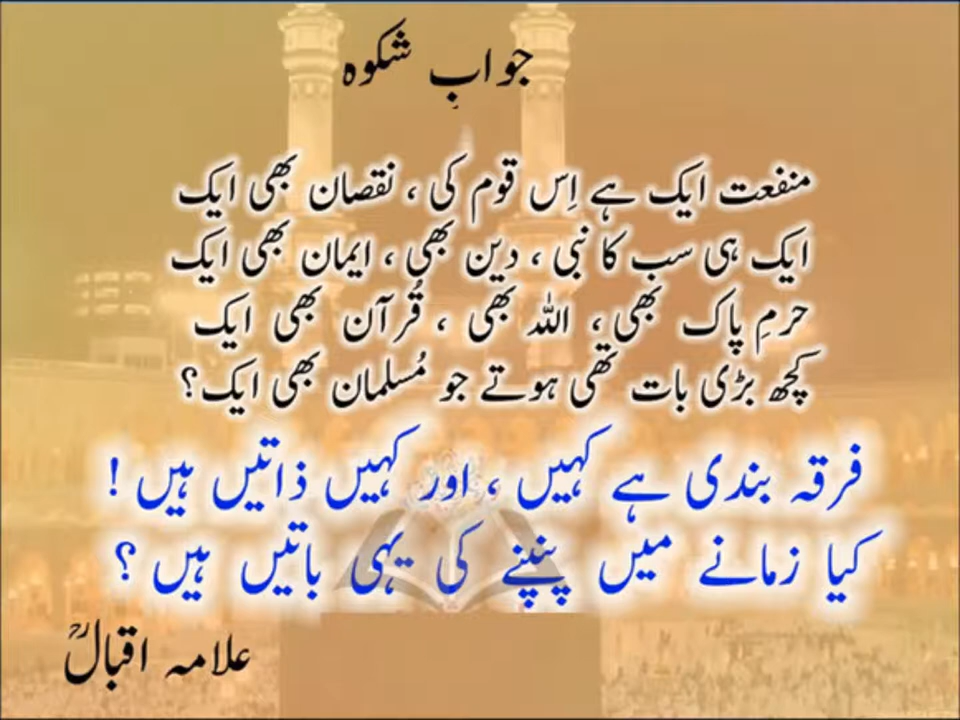 جوابِ شکوہ
منفعت ایک ہے اِس قوم کی ، نقصان بھی ایک
ایک ہی سب کا نبی ، دین بھی ، ایمان بھی ایک
حرمِ پاک بھی ، اللہ بھی ، قُرآن بھی ایک
کچھ بڑی بات تھی ہوتے جو مُسلمان بھی ایک؟
فرقہ بندی ہے کہیں ، اور کہیں ذاتیں ہیں !
کیا زمانے میں پنپنے کی یہی باتیں ہیں ؟
علامہ اقبالؒ